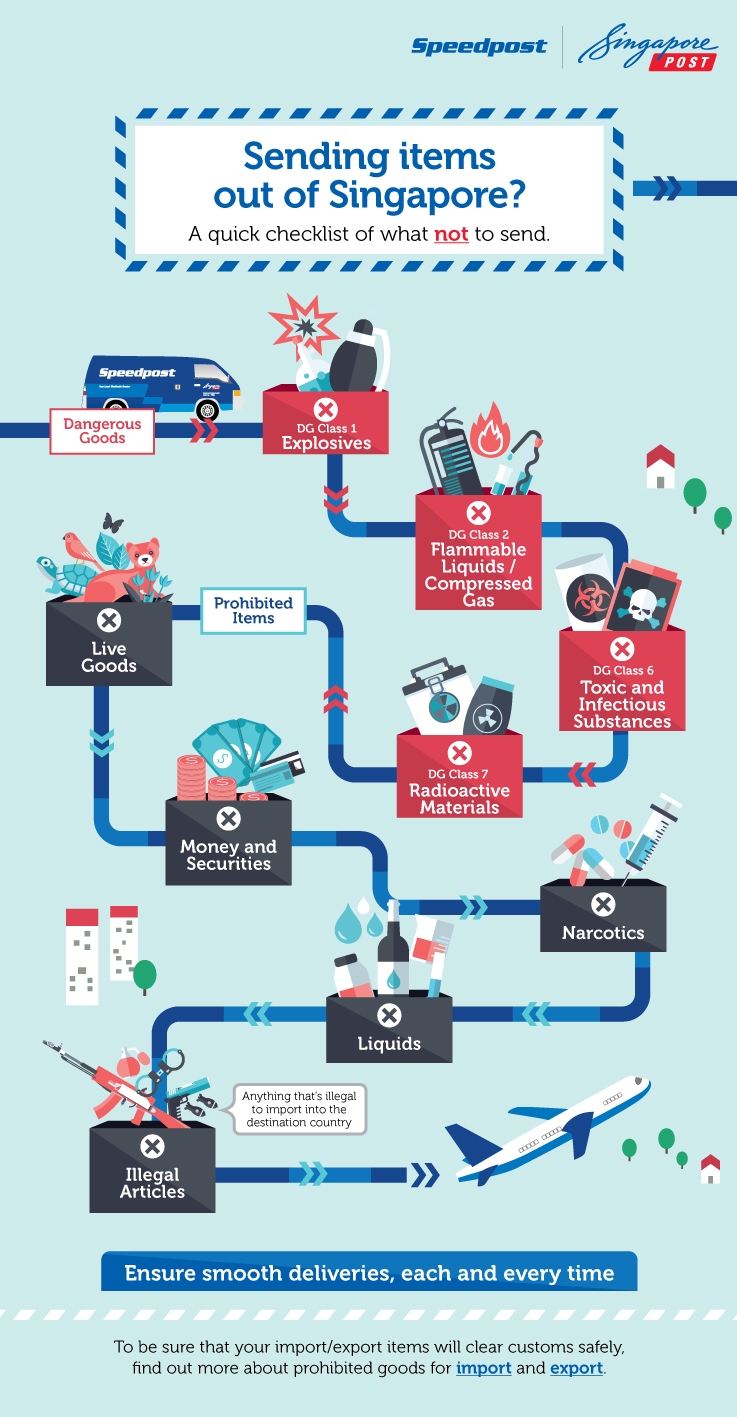 Speedpost
Singapore
POST
Sending items
out of Singapore?
A quick checklist of what not to send.
Speedpost
Dangerous
Goods
DG Class 1
Explosives
DG Class 2
Flammable
Liquids /
Compressed
Gas
DG Class 6
Toxic and
Infectious
Substances
DG Class 7
Radioactive
Materials
Prohibited
Items
Live
Goods
Money and
Securities
Narcotics
Liquids
Anything that's illegal
to import into the
destination country
Illegal
Articles
Ensure smooth deliveries, each and every time
To be sure that your import/export items will clear customs safely,
find out more about prohibited goods for import and export.